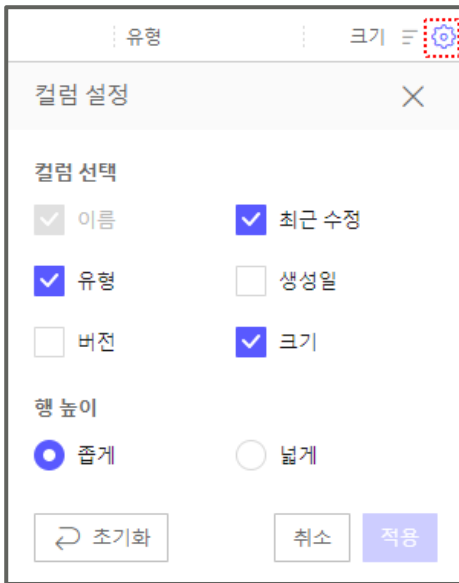 유형 크기
컬럼 설정
컬럼 선택
이름 최근 수정
유형 생성일
버전 크기
행 높이
좁게 넓게
초기화 취소 적용